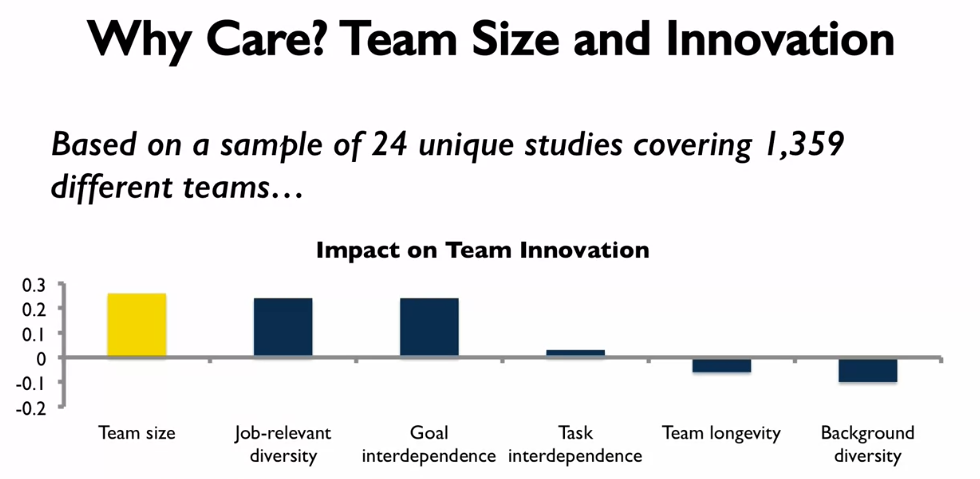 Why Care? Team Size and Innovation
Based on a sample of 24 unique studies covering 1,359
different teams…
Impact on Team Innovation
0.3
0.2
0.1
0
-0.1
-0.2
Team size
Job-relevant
diversity
Goal
interdependence
Task
interdependence
Team longevity
Background
diversity